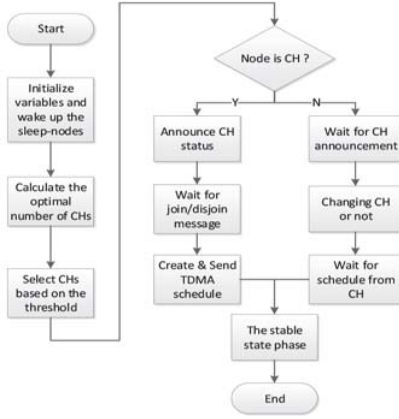 Start
Initialize
variables and
wake up the
sleep-nodes
Calculate the
optimal
number of CHs
Select CHs
based on the
threshold
Node is CH ?
Y
N
Announce CH
status
Wait for
join/disjoin
message
Create & Send
TDMA
schedule
Wait for CH
announcement
Changing CH
or not
Wait for
schedule from
CH
The stable
state phase
End